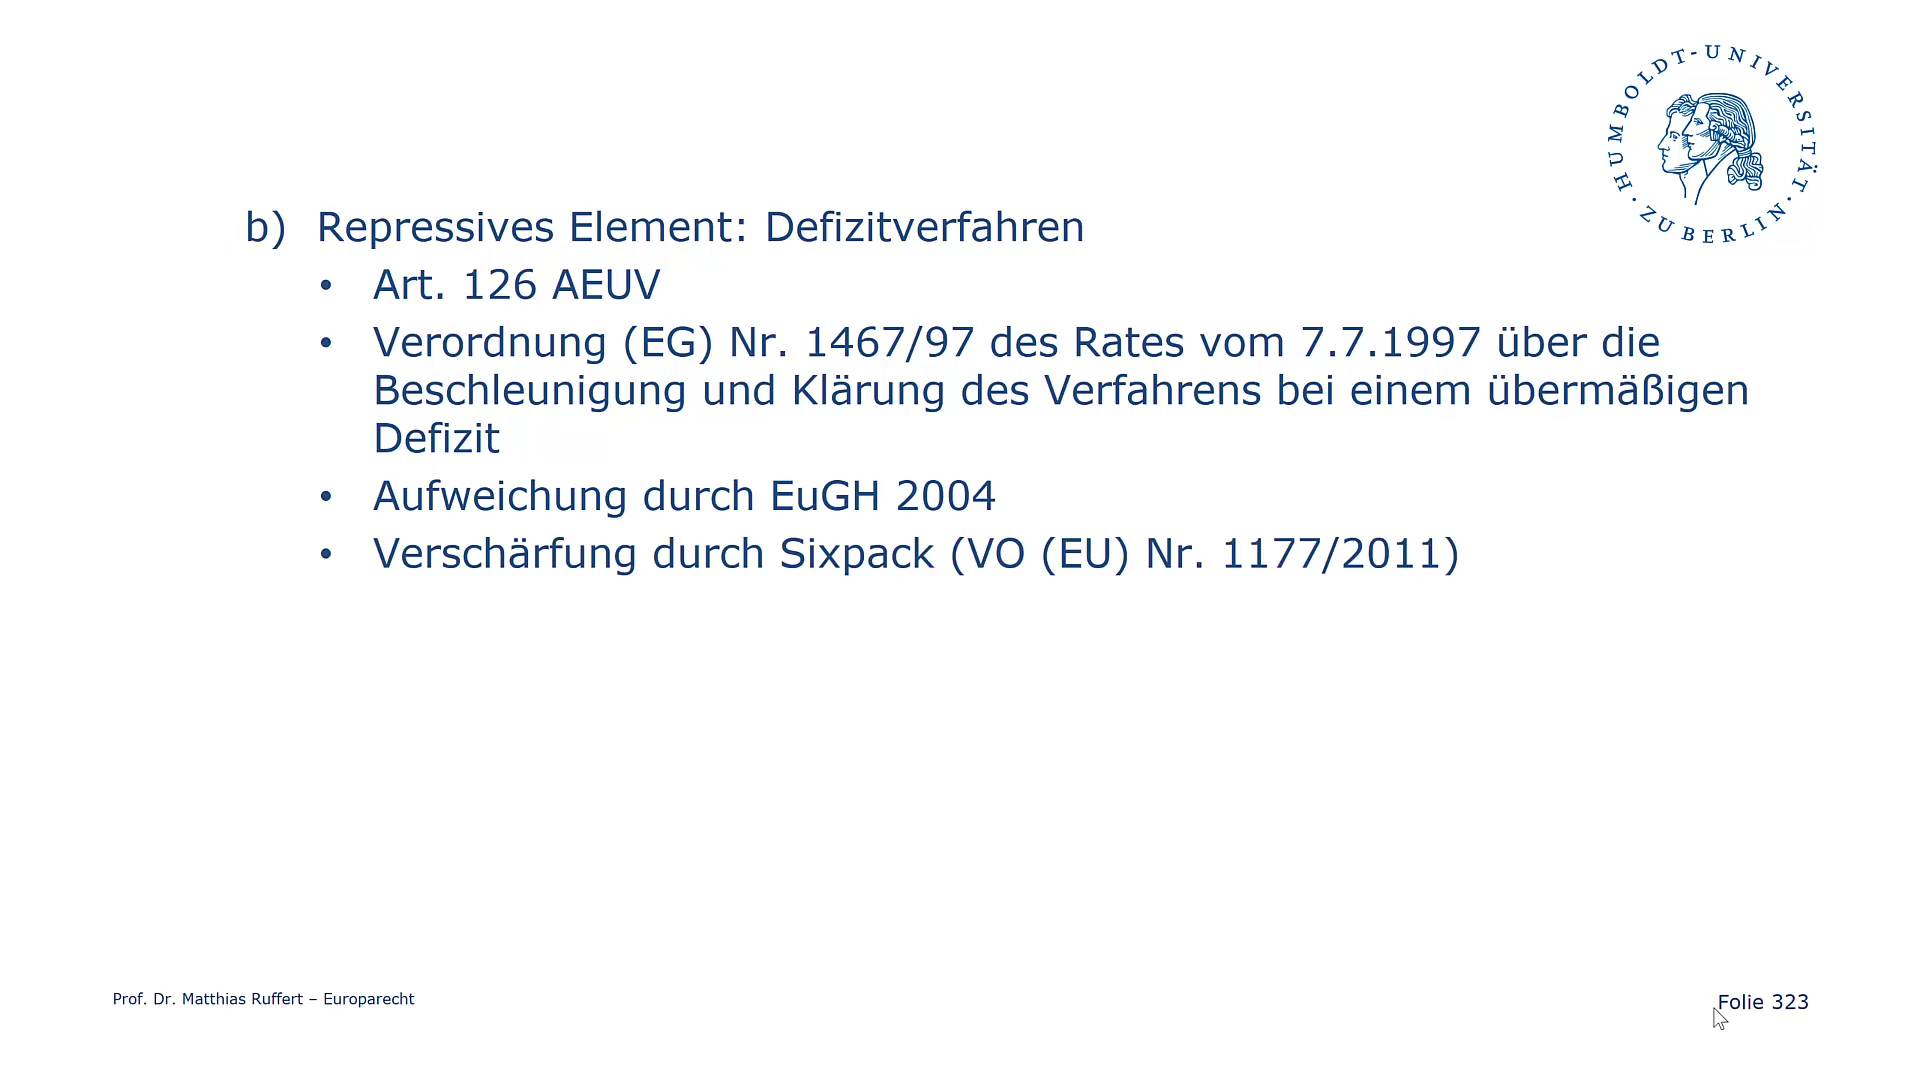 HUMBOLDT-UNIVERSITÄT · ZU BERLIN ·
b) Repressives Element: Defizitverfahren
• Art. 126 AEUV
• Verordnung (EG) Nr. 1467/97 des Rates vom 7.7.1997 über die
Beschleunigung und Klärung des Verfahrens bei einem übermäßigen
Defizit
• Aufweichung durch EuGH 2004
• Verschärfung durch Sixpack (VO (EU) Nr. 1177/2011)
Prof. Dr. Matthias Ruffert – Europarecht
Folie 323